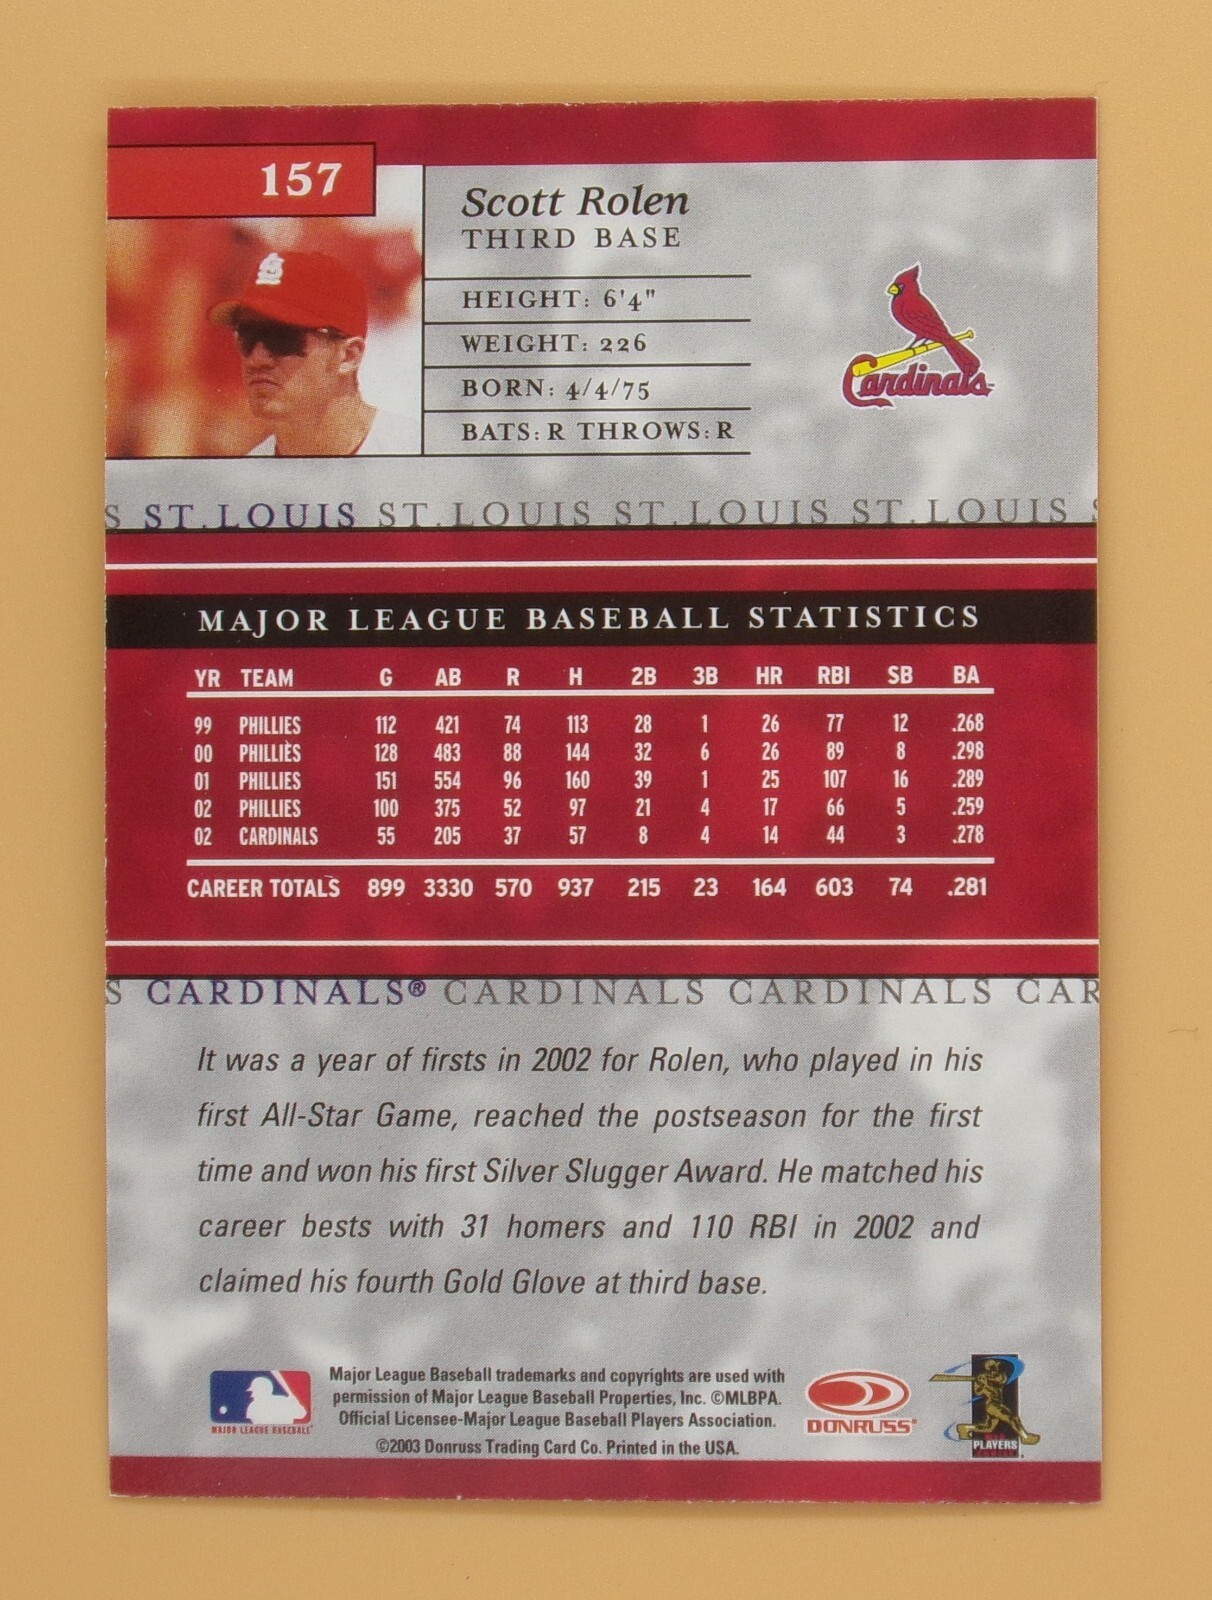 157
Scott Rolen
THIRD BASE
HEIGHT: 6'4"
WEIGHT: 226
BORN: 4/4/75
BATS: R THROWS: R
Cardinals
S ST.LOUIS ST.LOUIS ST.LOUIS ST.LOUIS S
MAJOR LEAGUE BASEBALL STATISTICS
YR TEAM G AB R H 2B 3B HR RBI SB BA
99 PHILLIES 112 421 74 113 28 1 26 77 12 .268
00 PHILLIES 128 483 88 144 32 6 26 89 8 .298
01 PHILLIES 151 554 96 160 39 1 25 107 16 .289
02 PHILLIES 100 375 52 97 21 4 17 66 5 .259
02 CARDINALS 55 205 37 57 8 4 14 44 3 .278
CAREER TOTALS 899 3330 570 937 215 23 164 603 74 .281
S CARDINALS® CARDINALS CARDINALS CAR
It was a year of firsts in 2002 for Rolen, who played in his
first All-Star Game, reached the postseason for the first
time and won his first Silver Slugger Award. He matched his
career bests with 31 homers and 110 RBI in 2002 and
claimed his fourth Gold Glove at third base.
MAJOR LEAGUE BASEBALL
Major League Baseball trademarks and copyrights are used with
permission of Major League Baseball Properties, Inc. ©MLBPA.
Official Licensee-Major League Baseball Players Association.
©2003 Donruss Trading Card Co. Printed in the USA.
DONRUSS
PLAYERS